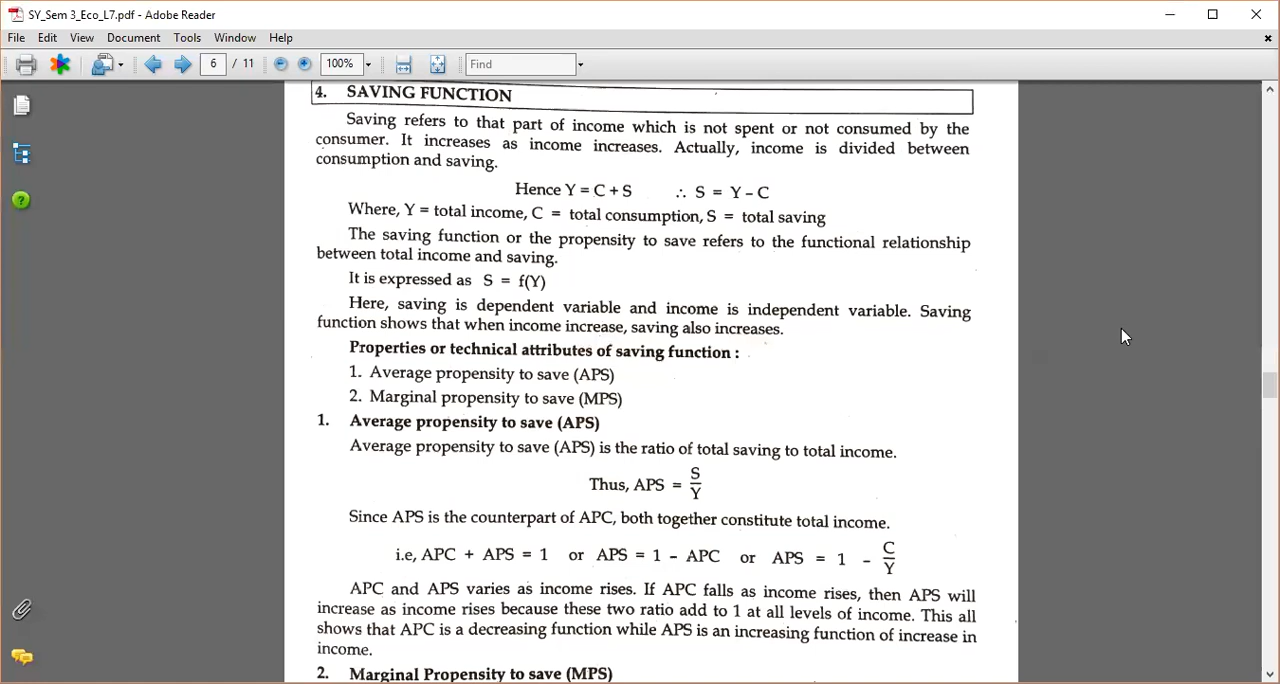 SY_Sem 3_Eco_L7.pdf - Adobe Reader
File Edit View Document Tools Window Help
6 / 11 100% Find
4. SAVING FUNCTION
Saving refers to that part of income which is not spent or not consumed by the
consumer. It increases as income increases. Actually, income is divided between
consumption and saving.
Hence Y = C + S ∴ S = Y – C
Where, Y = total income, C = total consumption, S = total saving
The saving function or the propensity to save refers to the functional relationship
between total income and saving.
It is expressed as S = f(Y)
Here, saving is dependent variable and income is independent variable. Saving
function shows that when income increase, saving also increases.
Properties or technical attributes of saving function :
1. Average propensity to save (APS)
2. Marginal propensity to save (MPS)
1. Average propensity to save (APS)
Average propensity to save (APS) is the ratio of total saving to total income.
Thus, APS = S/Y
Since APS is the counterpart of APC, both together constitute total income.
i.e, APC + APS = 1 or APS = 1 – APC or APS = 1 – C/Y
APC and APS varies as income rises. If APC falls as income rises, then APS will
increase as income rises because these two ratio add to 1 at all levels of income. This all
shows that APC is a decreasing function while APS is an increasing function of increase in
income.
2. Marginal Propensity to save (MPS)